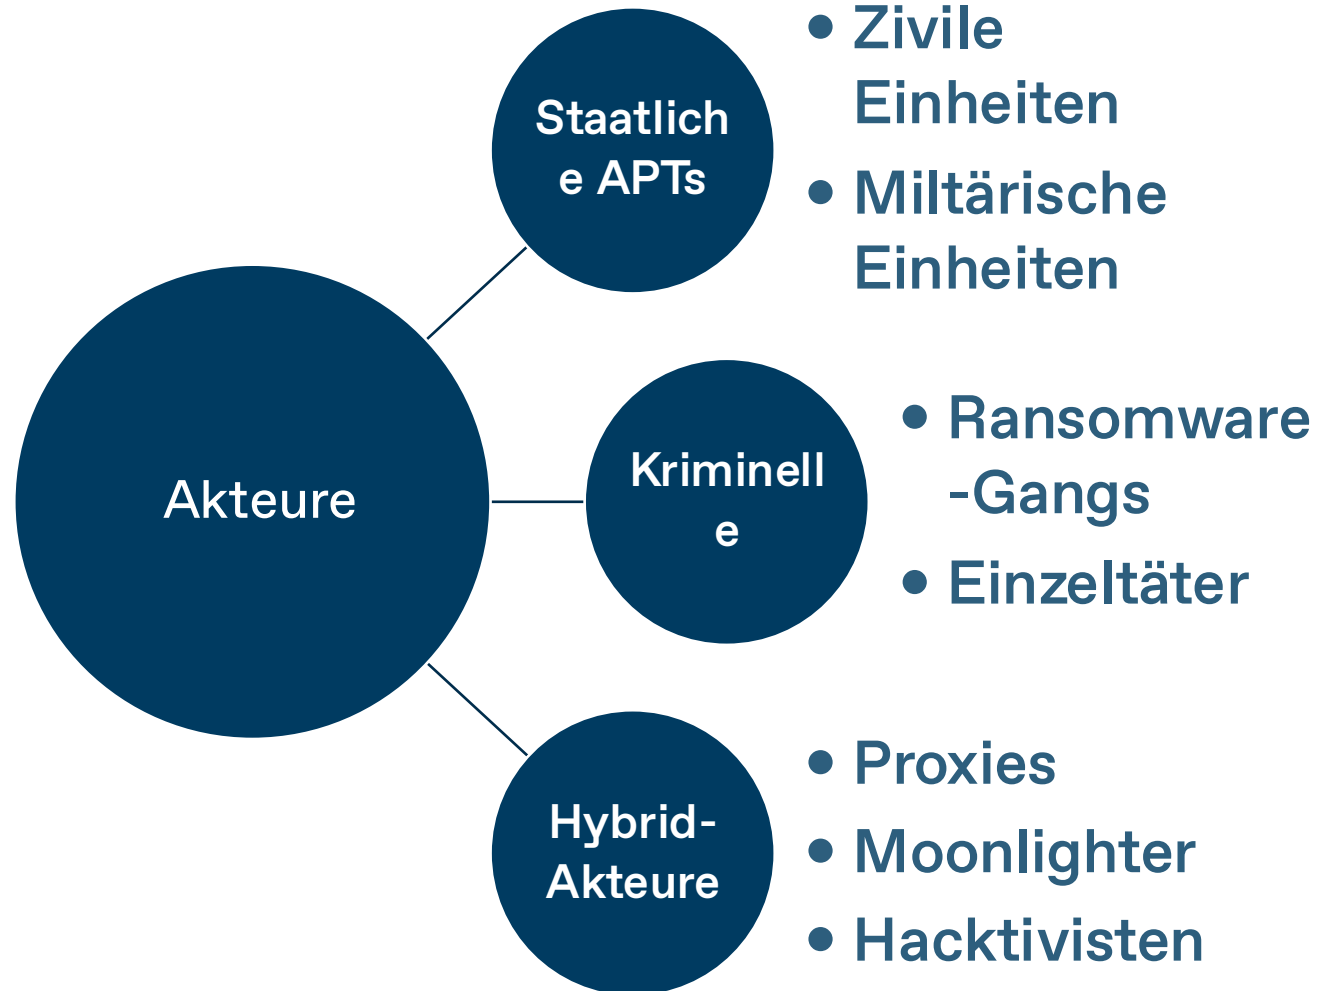 Akteure
Staatlich
e APTs
• Zivile
Einheiten
• Miltärische
Einheiten
Kriminell
e
• Ransomware
-Gangs
• Einzeltäter
Hybrid-
Akteure
• Proxies
• Moonlighter
• Hacktivisten